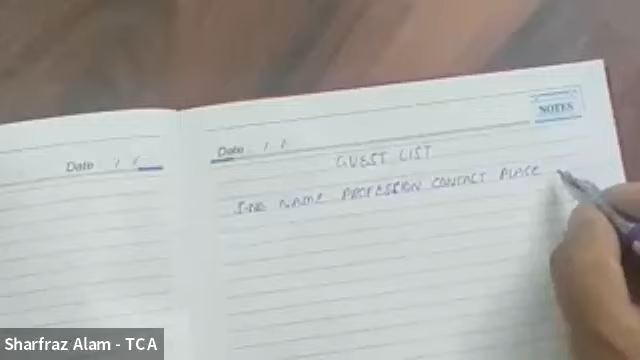 NOTES
Date / /
Date / /
GUEST LIST
S.NO NAME PROFESSION CONTACT PLACE
Sharfraz Alam - TCA